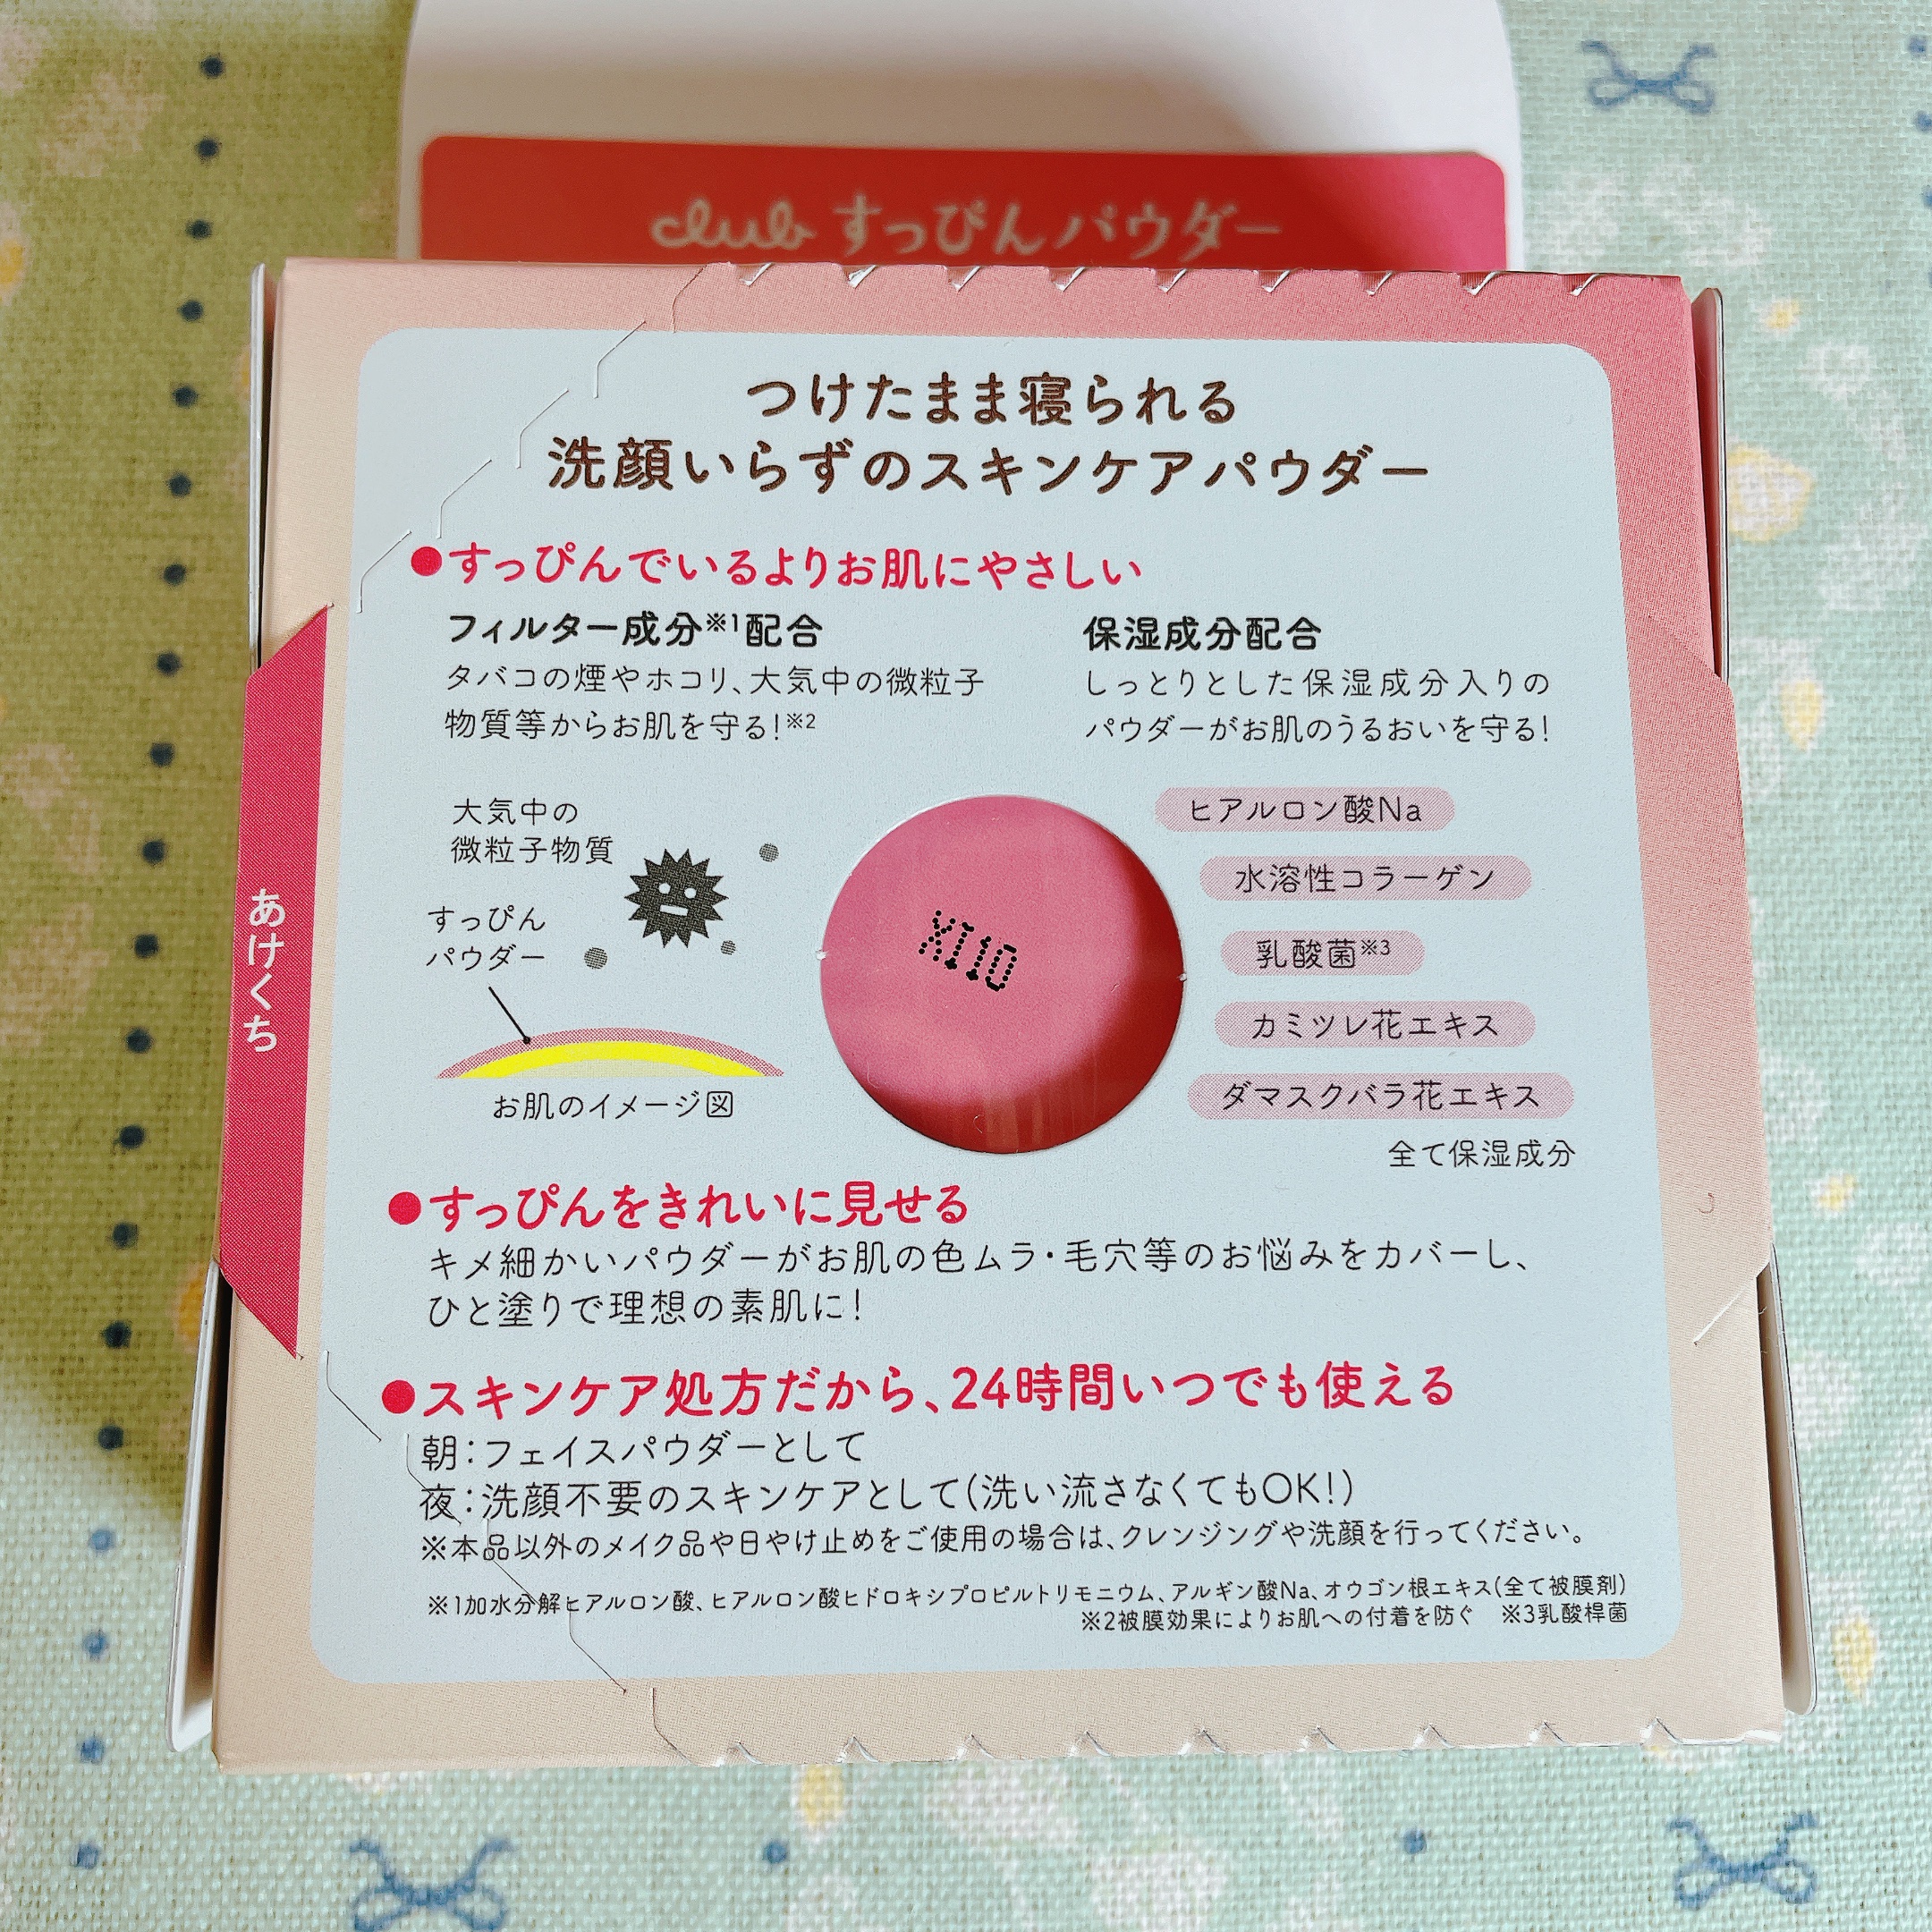 club すっぴんパウダー
つけたまま寝られる
洗顔いらずのスキンケアパウダー
●すっぴんでいるよりお肌にやさしい
フィルター成分※1配合
タバコの煙やホコリ、大気中の微粒子
物質等からお肌を守る!※2
保湿成分配合
しっとりとした保湿成分入りの
パウダーがお肌のうるおいを守る!
大気中の
微粒子物質
すっぴん
パウダー
お肌のイメージ図
XI10
ヒアルロン酸Na
水溶性コラーゲン
乳酸菌※3
カミツレ花エキス
ダマスクバラ花エキス
全て保湿成分
あけくち
●すっぴんをきれいに見せる
キメ細かいパウダーがお肌の色ムラ・毛穴等のお悩みをカバーし、
ひと塗りで理想の素肌に!
●スキンケア処方だから、24時間いつでも使える
朝:フェイスパウダーとして
夜:洗顔不要のスキンケアとして(洗い流さなくてもOK!)
※本品以外のメイク品や日やけ止めをご使用の場合は、クレンジングや洗顔を行ってください。
※1加水分解ヒアルロン酸、ヒアルロン酸ヒドロキシプロピルトリモニウム、アルギン酸Na、オウゴン根エキス(全て被膜剤)
※2被膜効果によりお肌への付着を防ぐ ※3乳酸桿菌